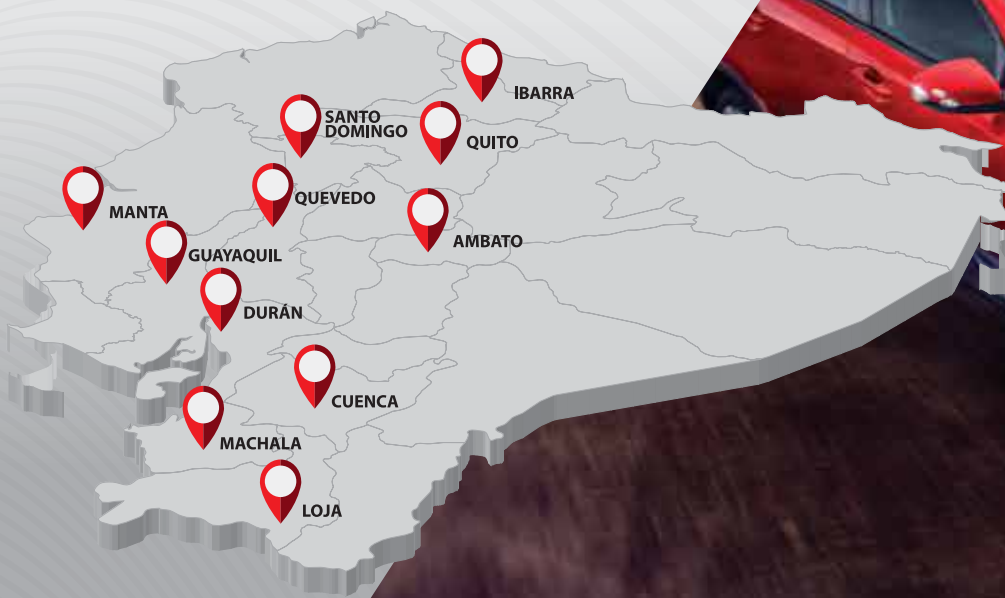 IBARRA
SANTO
DOMINGO
QUITO
QUEVEDO
MANTA
AMBATO
GUAYAQUIL
DURÁN
CUENCA
MACHALA
LOJA